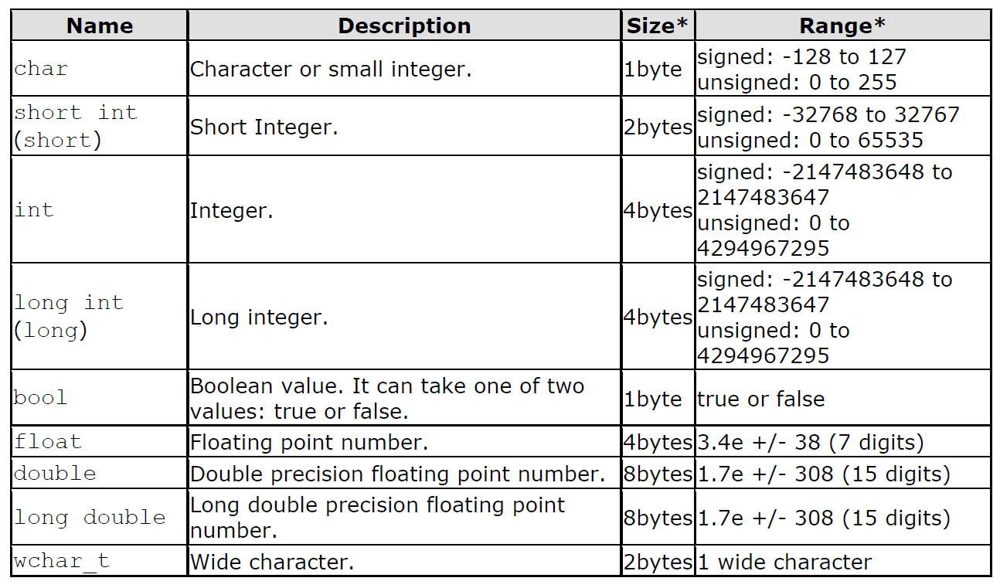 Name Description Size* Range*
char Character or small integer. 1byte signed: -128 to 127
unsigned: 0 to 255
short int
(short) Short Integer. 2bytes signed: -32768 to 32767
unsigned: 0 to 65535
int Integer. 4bytes signed: -2147483648 to
2147483647
unsigned: 0 to
4294967295
long int
(long) Long integer. 4bytes signed: -2147483648 to
2147483647
unsigned: 0 to
4294967295
bool Boolean value. It can take one of two
values: true or false. 1byte true or false
float Floating point number. 4bytes 3.4e +/- 38 (7 digits)
double Double precision floating point number. 8bytes 1.7e +/- 308 (15 digits)
long double Long double precision floating point
number. 8bytes 1.7e +/- 308 (15 digits)
wchar_t Wide character. 2bytes 1 wide character